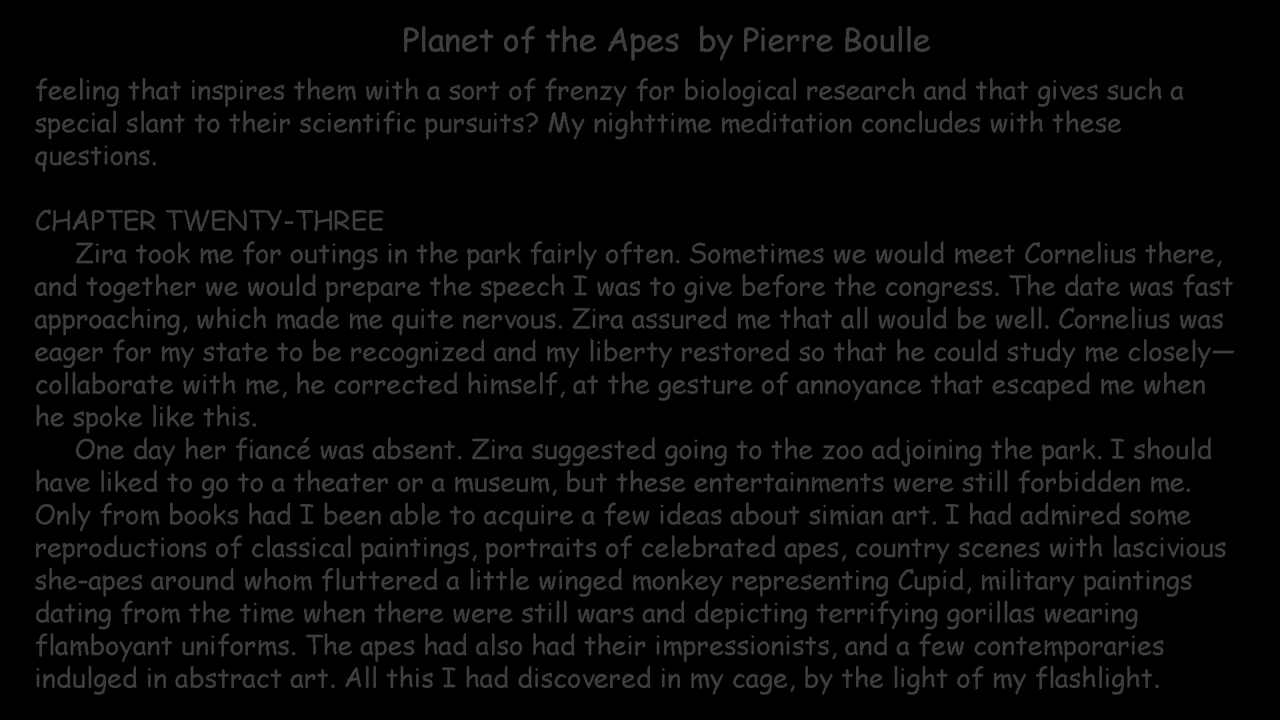 Planet of the Apes  by Pierre Boulle
feeling that inspires them with a sort of frenzy for biological research and that gives such a
special slant to their scientific pursuits? My nighttime meditation concludes with these
questions.
CHAPTER TWENTY-THREE
Zira took me for outings in the park fairly often. Sometimes we would meet Cornelius there,
and together we would prepare the speech I was to give before the congress. The date was fast
approaching, which made me quite nervous. Zira assured me that all would be well. Cornelius was
eager for my state to be recognized and my liberty restored so that he could study me closely—
collaborate with me, he corrected himself, at the gesture of annoyance that escaped me when
he spoke like this.
One day her fiancé was absent. Zira suggested going to the zoo adjoining the park. I should
have liked to go to a theater or a museum, but these entertainments were still forbidden me.
Only from books had I been able to acquire a few ideas about simian art. I had admired some
reproductions of classical paintings, portraits of celebrated apes, country scenes with lascivious
she-apes around whom fluttered a little winged monkey representing Cupid, military paintings
dating from the time when there were still wars and depicting terrifying gorillas wearing
flamboyant uniforms. The apes had also had their impressionists, and a few contemporaries
indulged in abstract art. All this I had discovered in my cage, by the light of my flashlight.